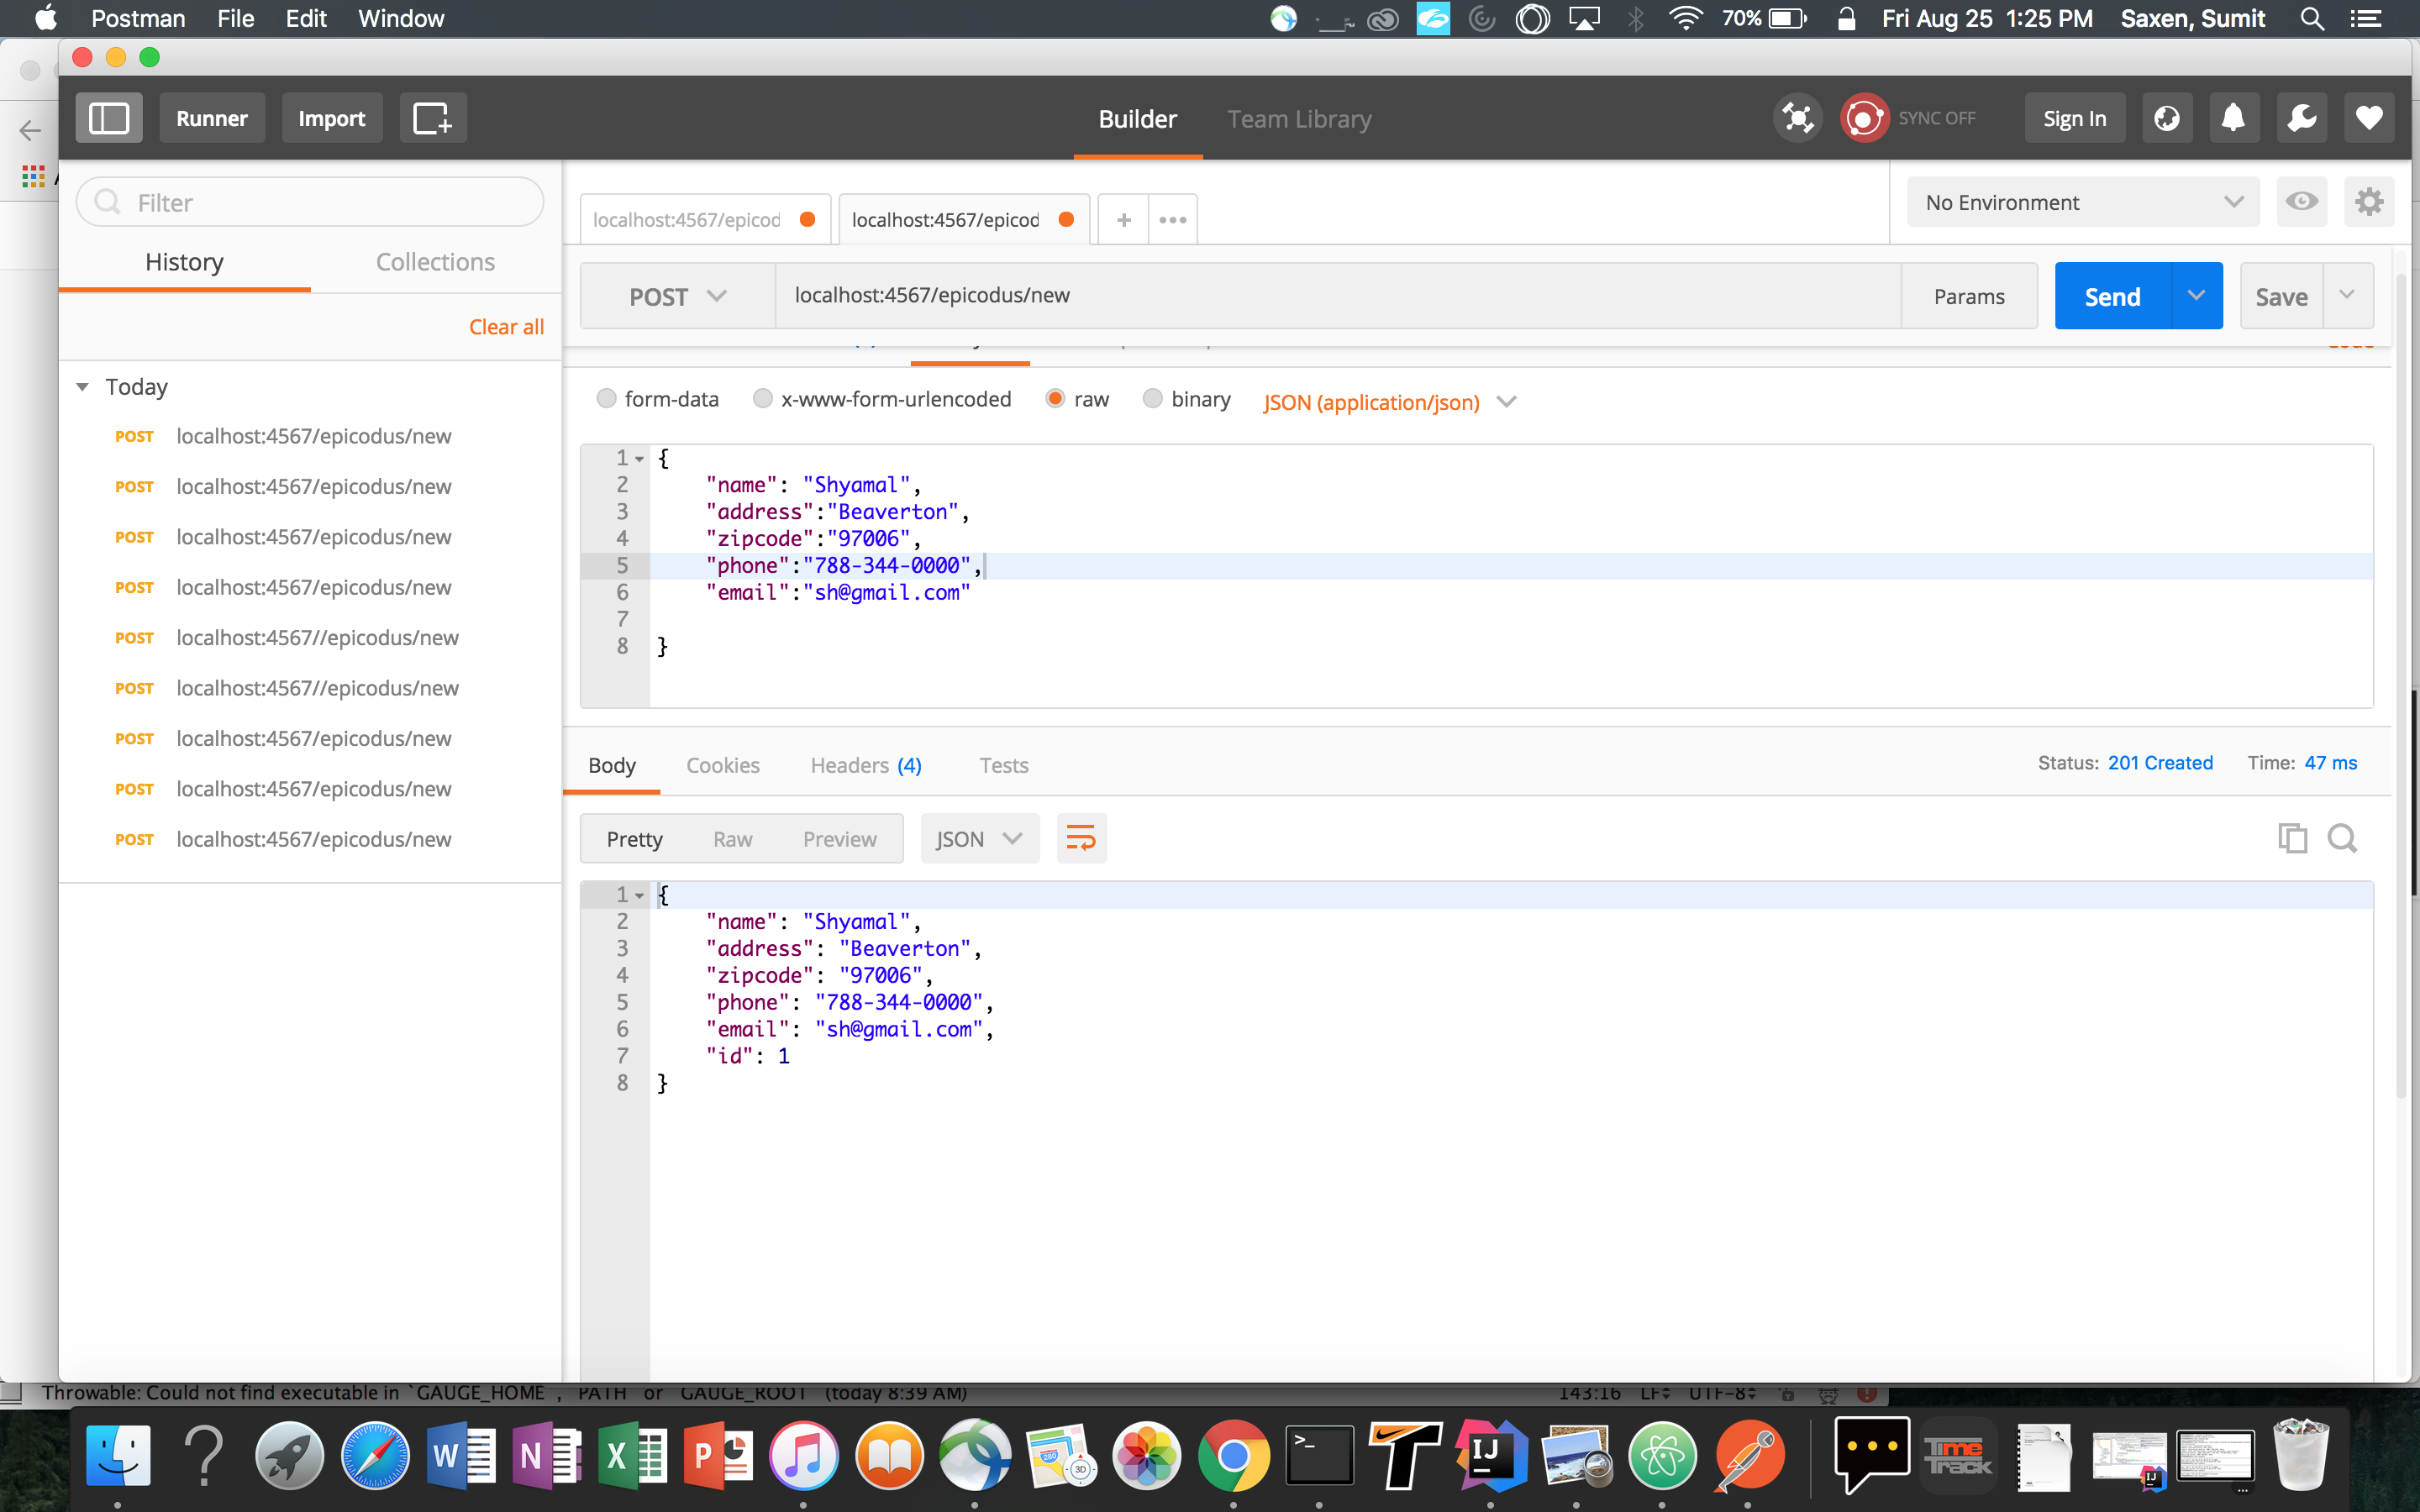 Postman File Edit Window 70% Fri Aug 25 1:25 PM Saxen, Sumit
Runner Import Builder Team Library SYNC OFF Sign In
Filter
localhost:4567/epicod localhost:4567/epicod + ••• No Environment
History Collections
POST localhost:4567/epicodus/new Params Send Save
Clear all
Today
form-data x-www-form-urlencoded raw binary JSON (application/json)
POST localhost:4567/epicodus/new
POST localhost:4567/epicodus/new
POST localhost:4567/epicodus/new
POST localhost:4567/epicodus/new
POST localhost:4567//epicodus/new
POST localhost:4567//epicodus/new
POST localhost:4567/epicodus/new
POST localhost:4567/epicodus/new
POST localhost:4567/epicodus/new
1 {
2 "name": "Shyamal",
3 "address":"Beaverton",
4 "zipcode":"97006",
5 "phone":"788-344-0000",
6 "email":"sh@gmail.com"
7
8 }
Body Cookies Headers (4) Tests Status: 201 Created Time: 47 ms
Pretty Raw Preview JSON
1 {
2 "name": "Shyamal",
3 "address": "Beaverton",
4 "zipcode": "97006",
5 "phone": "788-344-0000",
6 "email": "sh@gmail.com",
7 "id": 1
8 }
Throwable: Could not find executable in `GAUGE_HOME`, `PATH` or `GAUGE_ROOT` (today 8:39 AM) 143:16 LF UTF-8
W N X P 280 3D >_ T IJ Time Track IJ